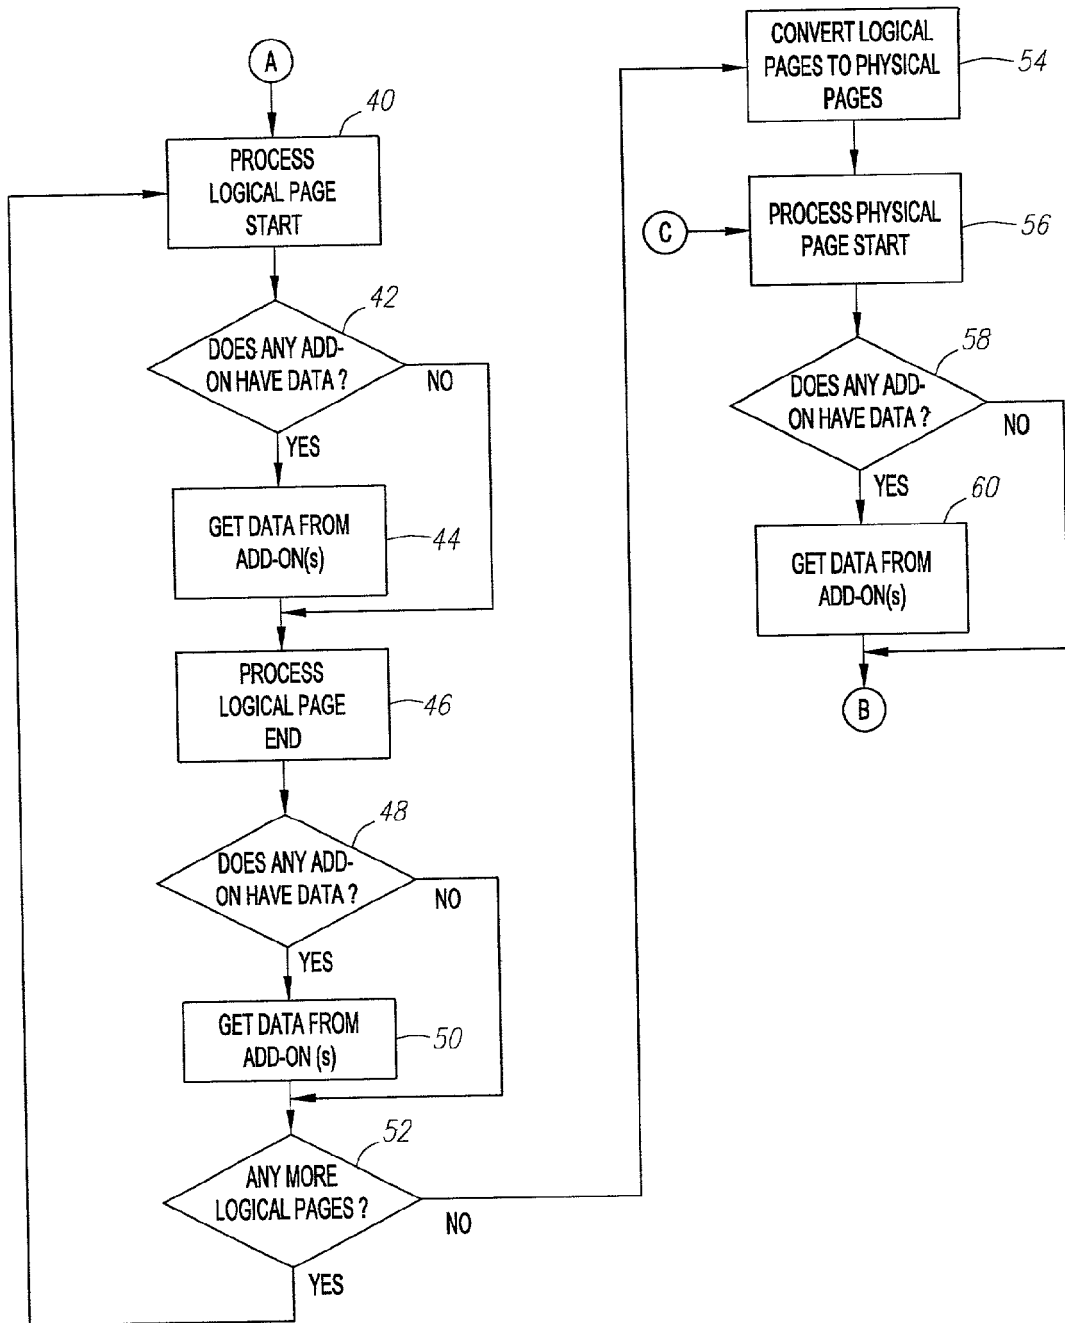 A
40
PROCESS
LOGICAL PAGE
START
42
DOES ANY ADD-
ON HAVE DATA ?
NO
YES
GET DATA FROM
ADD-ON(s)
44
PROCESS
LOGICAL PAGE
END
46
48
DOES ANY ADD-
ON HAVE DATA ?
NO
YES
GET DATA FROM
ADD-ON (s)
50
52
ANY MORE
LOGICAL PAGES ?
NO
YES
CONVERT LOGICAL
PAGES TO PHYSICAL
PAGES
54
C
PROCESS PHYSICAL
PAGE START
56
58
DOES ANY ADD-
ON HAVE DATA ?
NO
YES
60
GET DATA FROM
ADD-ON(s)
B